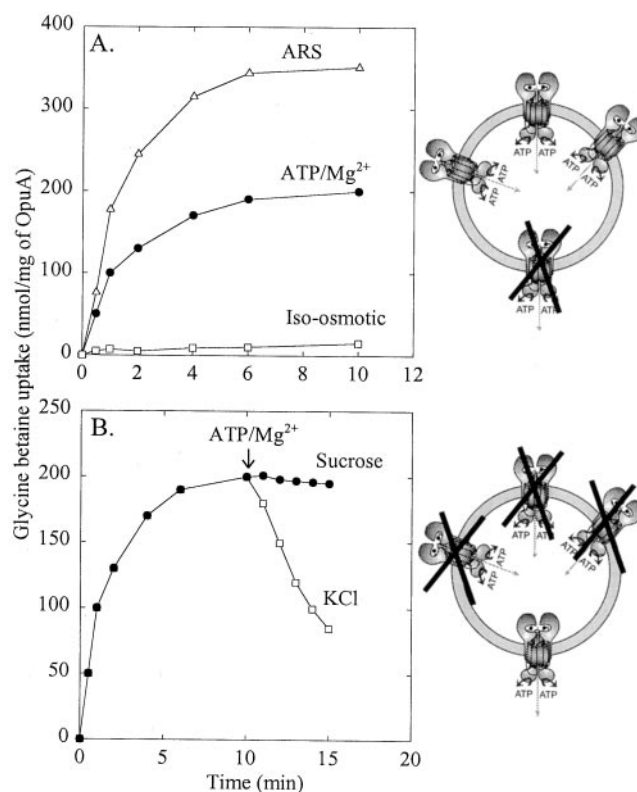 Glycine betaine uptake (nmol/mg of OpuA)
A.
400
300
200
100
0
ARS
ATP/Mg²⁺
Iso-osmotic
0 2 4 6 8 10 12
ATP ATP
ATP
ATP
ATP
ATP
ATP ATP
B.
250
200
150
100
50
0
ATP/Mg²⁺
Sucrose
KCl
0 5 10 15 20
Time (min)
ATP ATP
ATP
ATP
ATP
ATP
ATP ATP